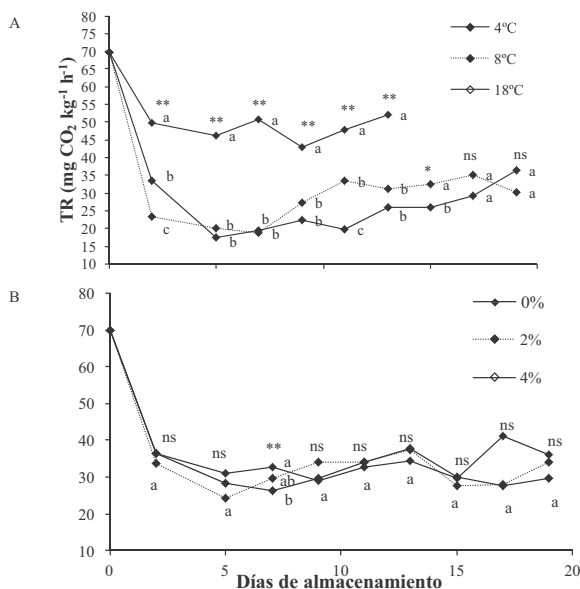 A
TR (mg CO₂ kg⁻¹ h⁻¹)
80
70
65
60
55
50
45
40
35
30
25
20
15
10
4ºC
8ºC
18ºC
** ** ** ** ** ** * ns ns
a a a a a a
b b b b b b a a a
c b b b c b b a a
B
80
70
60
50
40
30
20
10
0%
2%
4%
ns ns ** ns ns ns ns ns ns
a
ab
b
a a a a a a a a
0 5 10 15 20
Días de almacenamiento